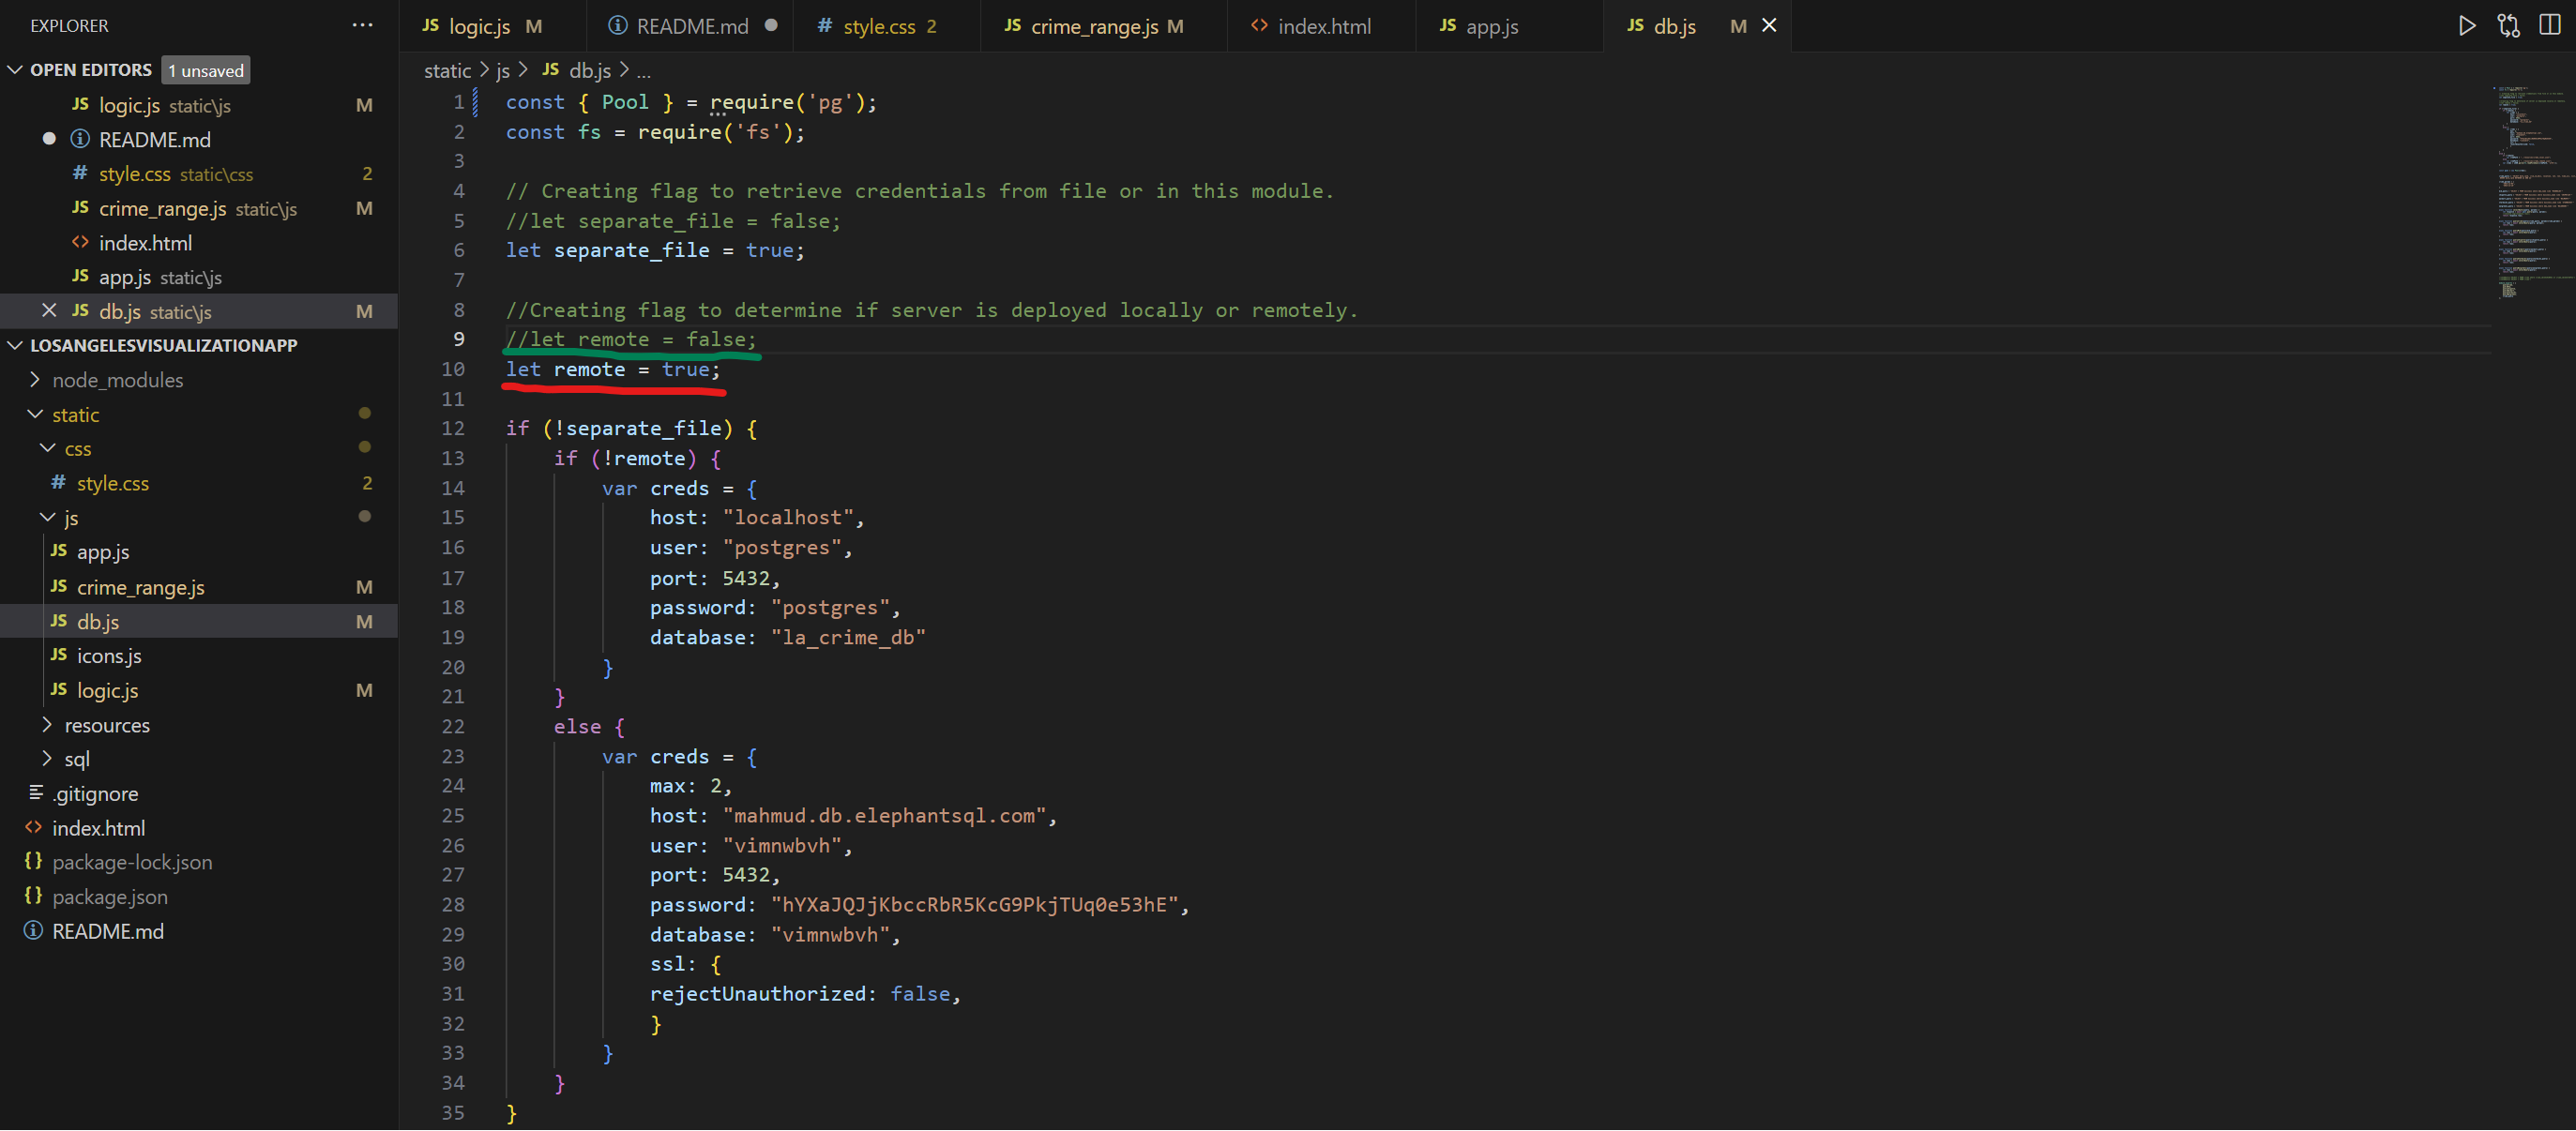 EXPLORER
OPEN EDITORS 1 unsaved
JS logic.js static\js M
README.md
# style.css static\css 2
JS crime_range.js static\js M
<> index.html
JS app.js static\js
JS db.js static\js M
LOSANGELESVISUALIZATIONAPP
node_modules
static
css
# style.css 2
js
JS app.js
JS crime_range.js M
JS db.js M
JS icons.js
JS logic.js M
resources
sql
.gitignore
<> index.html
{} package-lock.json
{} package.json
README.md
JS logic.js M README.md # style.css 2 JS crime_range.js M <> index.html JS app.js JS db.js M
static > js > JS db.js > ...
1 const { Pool } = require('pg');
2 const fs = require('fs');
3
4 // Creating flag to retrieve credentials from file or in this module.
5 //let separate_file = false;
6 let separate_file = true;
7
8 //Creating flag to determine if server is deployed locally or remotely.
9 //let remote = false;
10 let remote = true;
11
12 if (!separate_file) {
13 if (!remote) {
14 var creds = {
15 host: "localhost",
16 user: "postgres",
17 port: 5432,
18 password: "postgres",
19 database: "la_crime_db"
20 }
21 }
22 else {
23 var creds = {
24 max: 2,
25 host: "mahmud.db.elephantsql.com",
26 user: "vimnwbvh",
27 port: 5432,
28 password: "hYXaJQJjKbccRbR5KcG9PkjTUq0e53hE",
29 database: "vimnwbvh",
30 ssl: {
31 rejectUnauthorized: false,
32 }
33 }
34 }
35 }